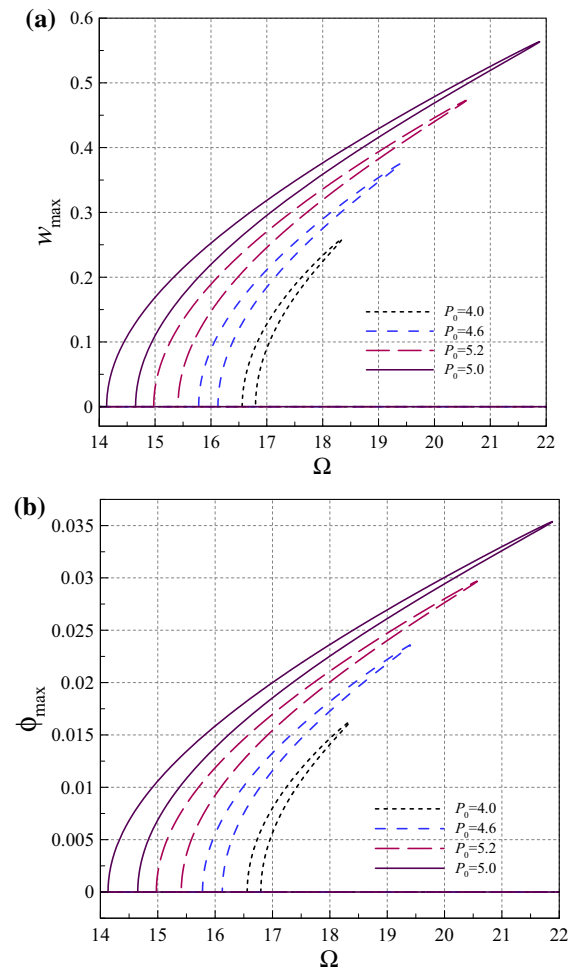 (a)
0.6
0.5
0.4
0.3
0.2
0.1
0
w_max
P_0=4.0
P_0=4.6
P_0=5.2
P_0=5.0
14 15 16 17 18 19 20 21 22
Ω
(b)
0.035
0.03
0.025
0.02
0.015
0.01
0.005
0
ϕ_max
P_0=4.0
P_0=4.6
P_0=5.2
P_0=5.0
14 15 16 17 18 19 20 21 22
Ω